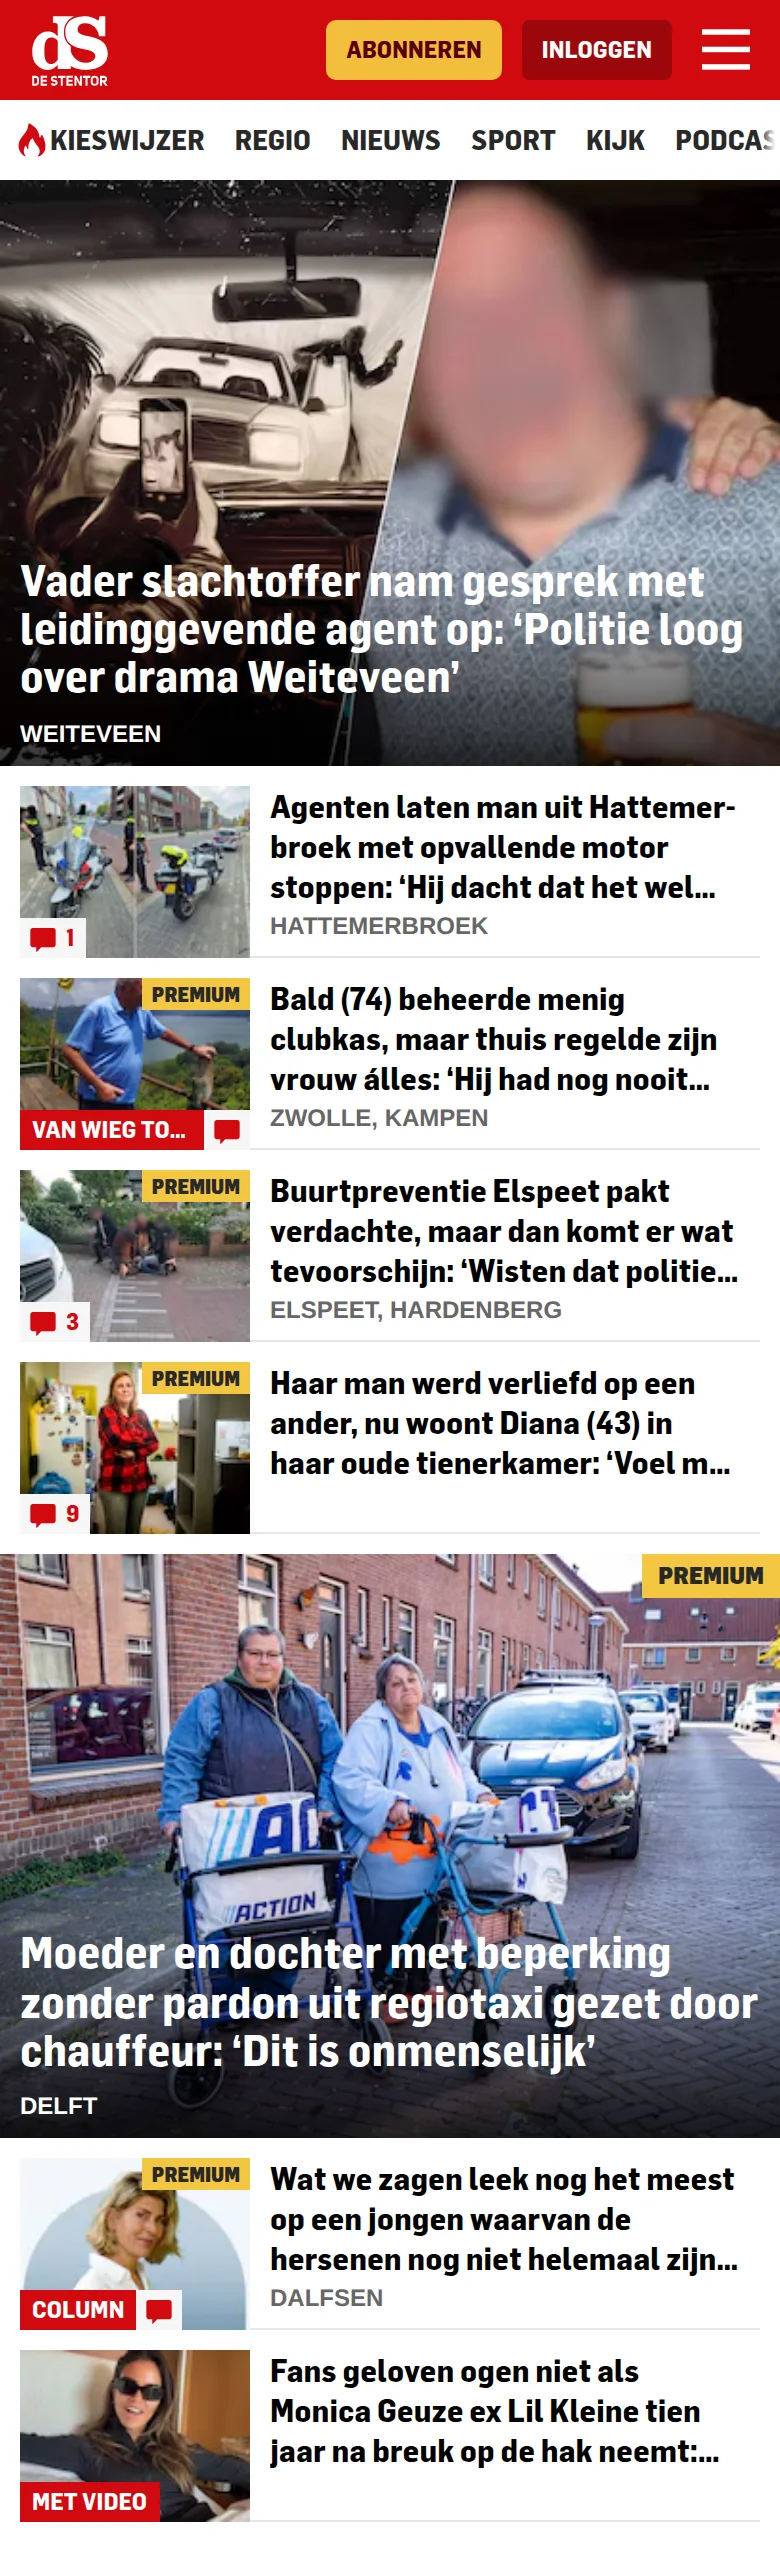 dS
DE STENTOR
ABONNEREN
INLOGGEN
KIESWIJZER REGIO NIEUWS SPORT KIJK PODCAS
Vader slachtoffer nam gesprek met
leidinggevende agent op: ‘Politie loog
over drama Weiteveen’
WEITEVEEN
Agenten laten man uit Hattemer-
broek met opvallende motor
stoppen: ‘Hij dacht dat het wel...
HATTEMERBROEK
1
PREMIUM
Bald (74) beheerde menig
clubkas, maar thuis regelde zijn
vrouw álles: ‘Hij had nog nooit...
ZWOLLE, KAMPEN
VAN WIEG TO...
PREMIUM
Buurtpreventie Elspeet pakt
verdachte, maar dan komt er wat
tevoorschijn: ‘Wisten dat politie...
ELSPEET, HARDENBERG
3
PREMIUM
Haar man werd verliefd op een
ander, nu woont Diana (43) in
haar oude tienerkamer: ‘Voel m...
9
PREMIUM
AC
CT
ACTION
Moeder en dochter met beperking
zonder pardon uit regiotaxi gezet door
chauffeur: ‘Dit is onmenselijk’
DELFT
PREMIUM
Wat we zagen leek nog het meest
op een jongen waarvan de
hersenen nog niet helemaal zijn...
DALFSEN
COLUMN
Fans geloven ogen niet als
Monica Geuze ex Lil Kleine tien
jaar na breuk op de hak neemt:...
MET VIDEO